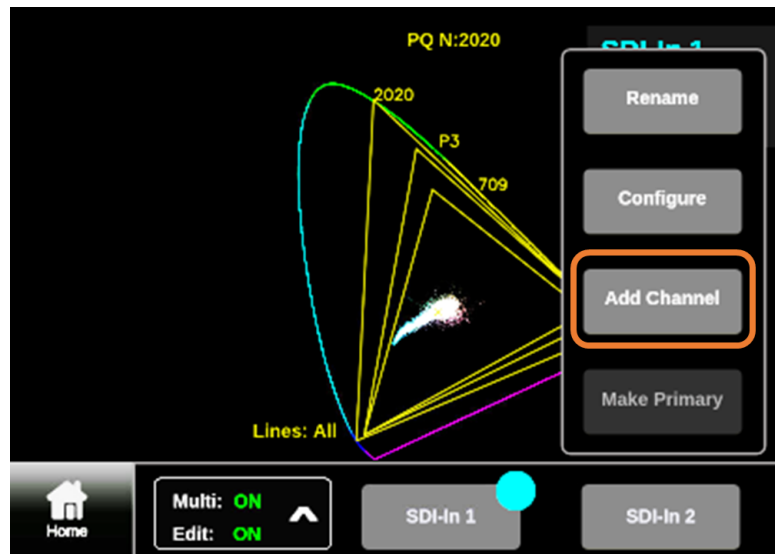 PQ N:2020
SDI-In 1
2020
P3
709
Lines: All
Rename
Configure
Add Channel
Make Primary
Home
Multi: ON
Edit: ON
SDI-In 1
SDI-In 2